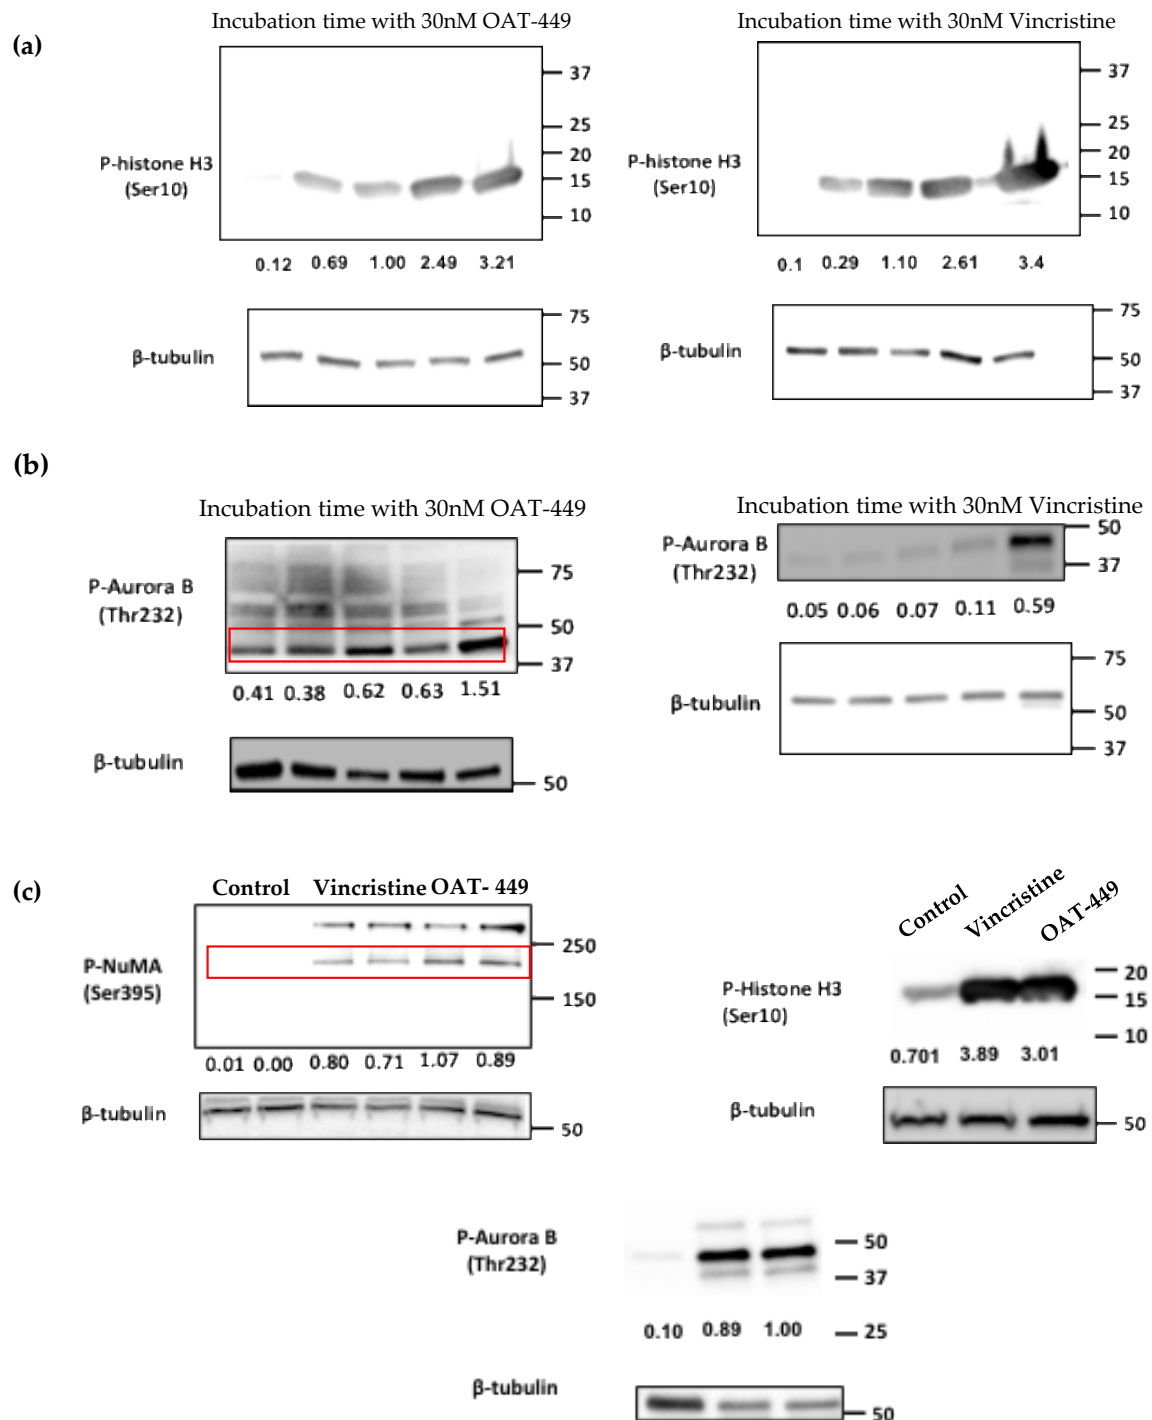 Incubation time with 30nM OAT-449
Incubation time with 30nM Vincristine
(a)
37
25
20
15
10
P-histone H3
(Ser10)
0.12 0.69 1.00 2.49 3.21
37
25
20
15
10
P-histone H3
(Ser10)
0.1 0.29 1.10 2.61 3.4
β-tubulin
75
50
37
β-tubulin
75
50
37
(b)
Incubation time with 30nM OAT-449
Incubation time with 30nM Vincristine
P-Aurora B
(Thr232)
75
50
37
0.41 0.38 0.62 0.63 1.51
P-Aurora B
(Thr232)
50
37
0.05 0.06 0.07 0.11 0.59
β-tubulin
50
β-tubulin
75
50
37
(c)
Control Vincristine OAT- 449
P-NuMA
(Ser395)
250
150
0.01 0.00 0.80 0.71 1.07 0.89
β-tubulin
50
Control Vincristine OAT-449
P-Histone H3
(Ser10)
20
15
10
0.701 3.89 3.01
β-tubulin
50
P-Aurora B
(Thr232)
50
37
25
0.10 0.89 1.00
β-tubulin
50